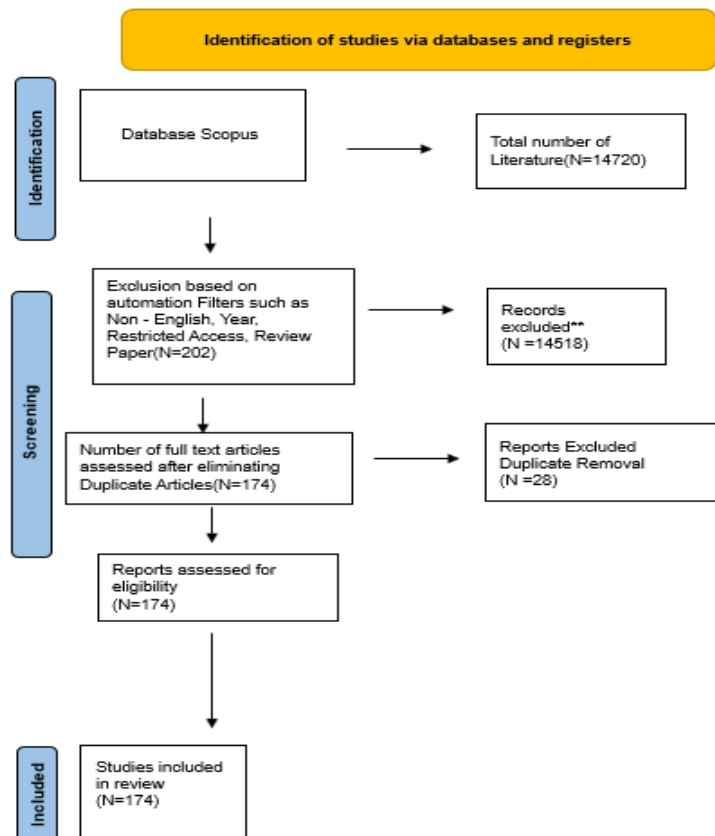 Identification of studies via databases and registers
Identification
Database Scopus
Total number of
Literature(N=14720)
Screening
Exclusion based on
automation Filters such as
Non - English, Year,
Restricted Access, Review
Paper(N=202)
Records
excluded**
(N =14518)
Number of full text articles
assessed after eliminating
Duplicate Articles(N=174)
Reports Excluded
Duplicate Removal
(N =28)
Reports assessed for
eligibility
(N=174)
Included
Studies included
in review
(N=174)